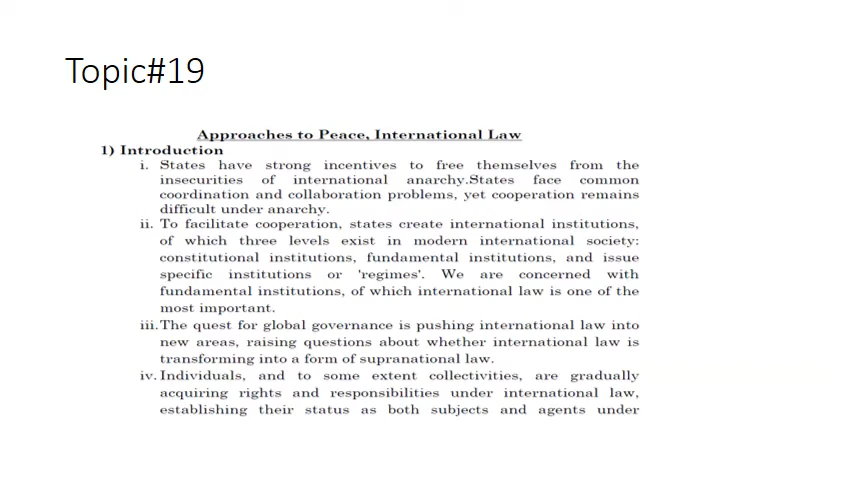 Topic#19
Approaches to Peace, International Law
1) Introduction
i. States have strong incentives to free themselves from the
insecurities of international anarchy.States face common
coordination and collaboration problems, yet cooperation remains
difficult under anarchy.
ii. To facilitate cooperation, states create international institutions,
of which three levels exist in modern international society:
constitutional institutions, fundamental institutions, and issue
specific institutions or 'regimes'. We are concerned with
fundamental institutions, of which international law is one of the
most important.
iii.The quest for global governance is pushing international law into
new areas, raising questions about whether international law is
transforming into a form of supranational law.
iv. Individuals, and to some extent collectivities, are gradually
acquiring rights and responsibilities under international law,
establishing their status as both subjects and agents under